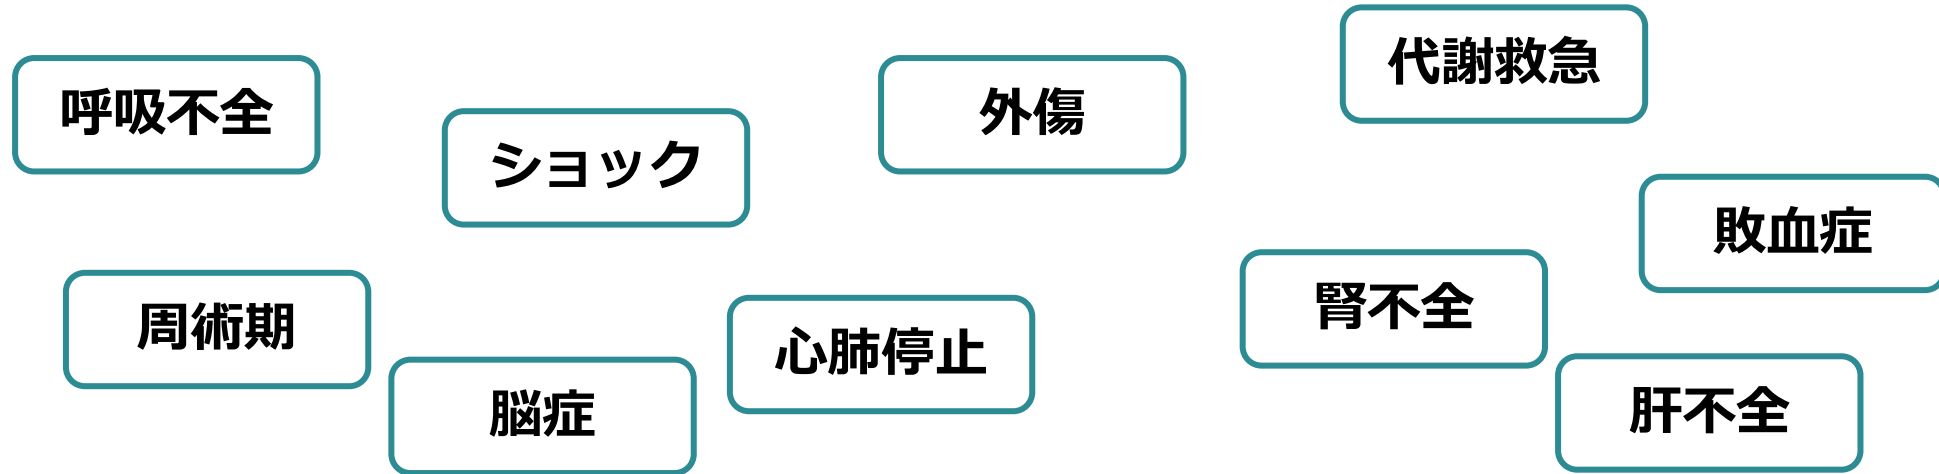 代謝救急
呼吸不全
外傷
ショック
敗血症
腎不全
周術期
心肺停止
脳症
肝不全